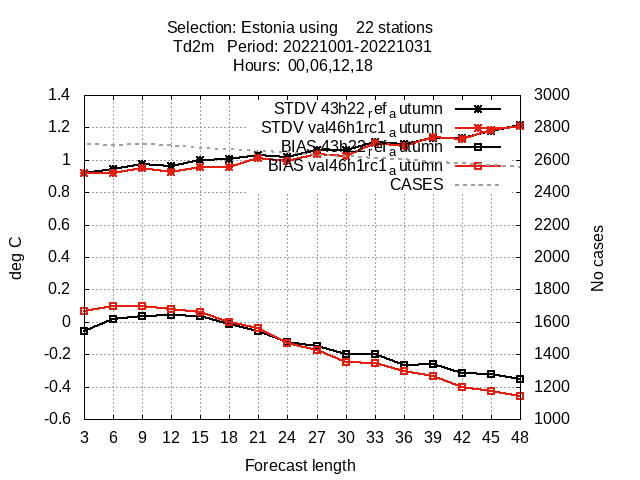 Selection: Estonia using 22 stations
Td2m Period: 20221001-20221031
Hours: 00,06,12,18
STDV 43h22_ref_autumn
STDV val46h1rc1_autumn
BIAS 43h22_ref_autumn
BIAS val46h1rc1_autumn
CASES
1.4
1.2
1
0.8
0.6
0.4
0.2
0
-0.2
-0.4
-0.6
deg C
3000
2800
2600
2400
2200
2000
1800
1600
1400
1200
1000
No cases
3 6 9 12 15 18 21 24 27 30 33 36 39 42 45 48
Forecast length